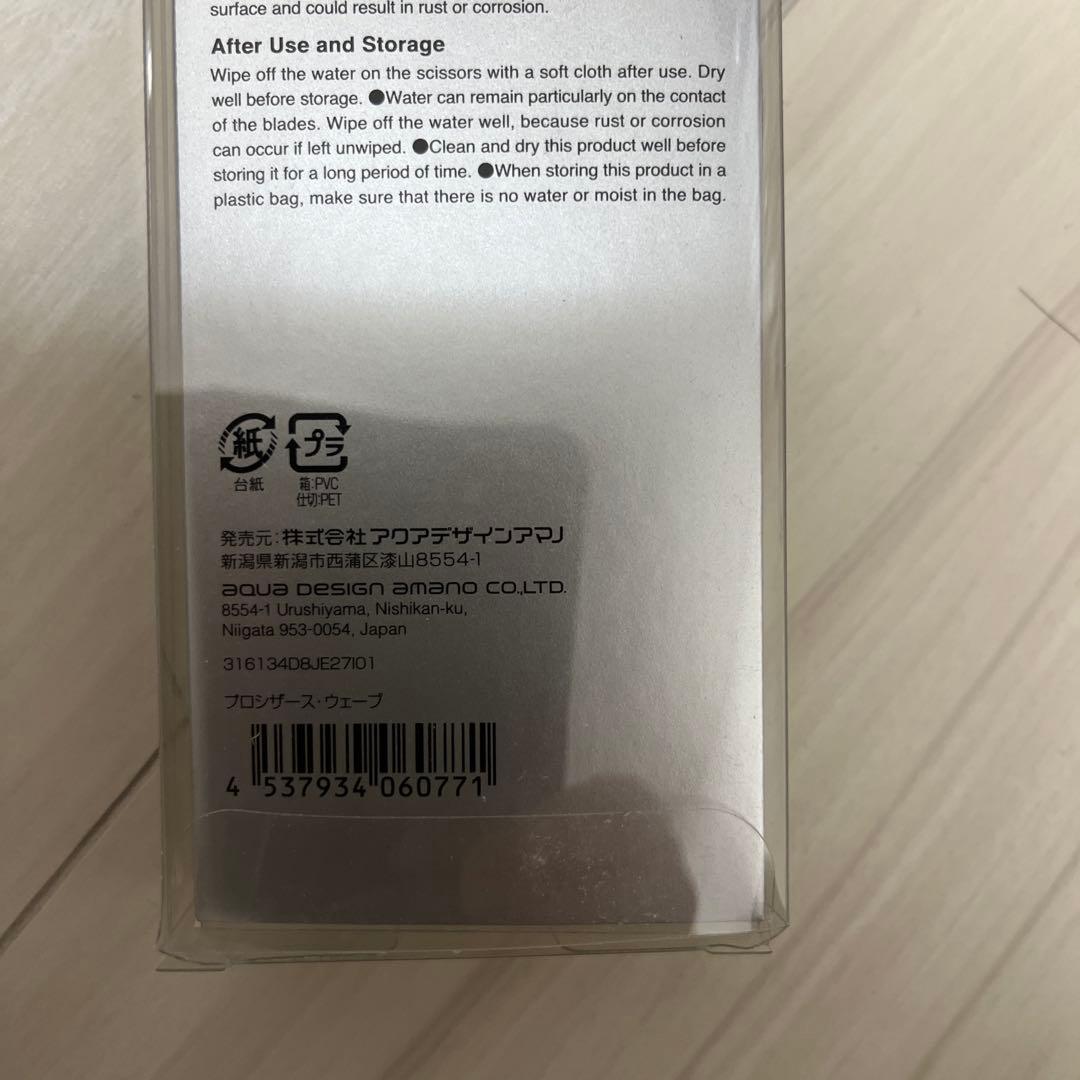 surface and could result in rust or corrosion.
After Use and Storage
Wipe off the water on the scissors with a soft cloth after use. Dry
well before storage. ●Water can remain particularly on the contact
of the blades. Wipe off the water well, because rust or corrosion
can occur if left unwiped. ●Clean and dry this product well before
storing it for a long period of time. ●When storing this product in a
plastic bag, make sure that there is no water or moist in the bag.
紙 プラ
台紙 箱:PVC
仕切:PET
発売元:株式会社アクアデザインアマノ
新潟県新潟市西蒲区漆山8554-1
aqua DESIGN amano CO.,LTD.
8554-1 Urushiyama, Nishikan-ku,
Niigata 953-0054, Japan
316134D8JE27I01
プロシザース・ウェーブ
4 537934 060771